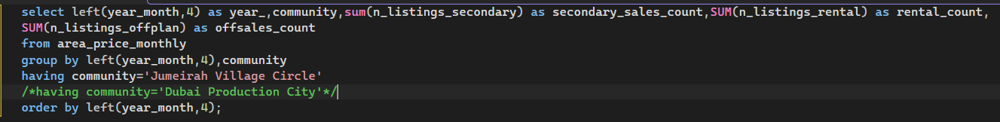 select left(year_month,4) as year_,community,sum(n_listings_secondary) as secondary_sales_count,SUM(n_listings_rental) as rental_count,
SUM(n_listings_offplan) as offsales_count
from area_price_monthly
group by left(year_month,4),community
having community='Jumeirah Village Circle'
/*having community='Dubai Production City'*/
order by left(year_month,4);